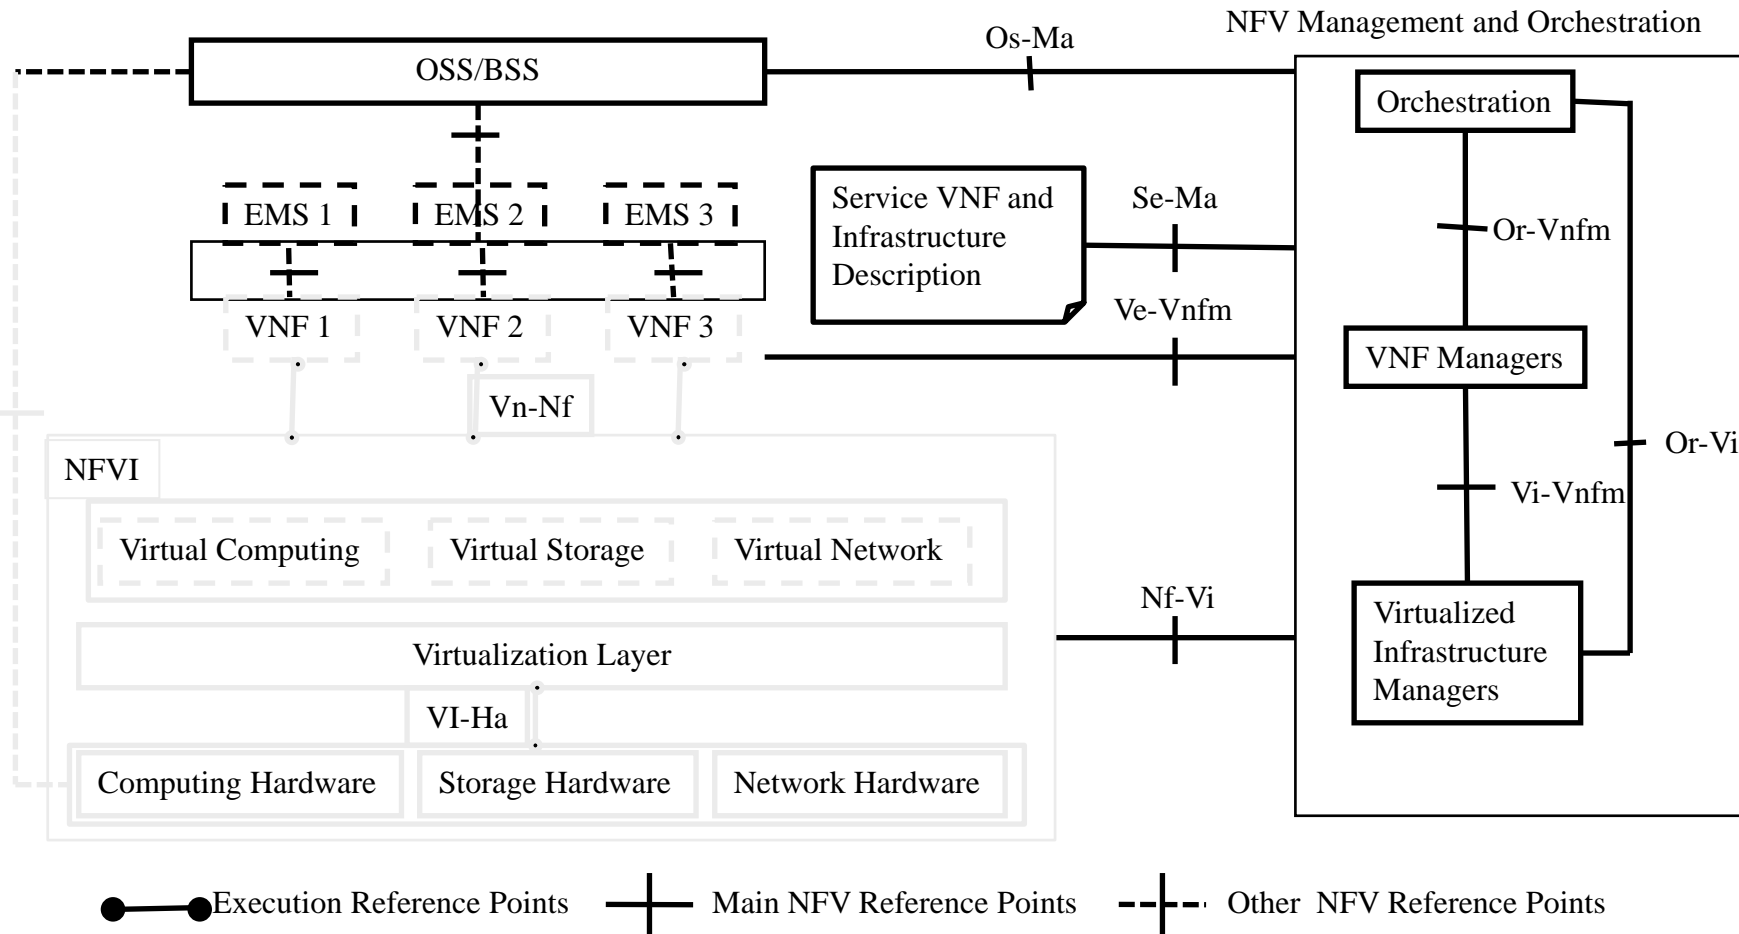 NFV Management and Orchestration
Os-Ma
OSS/BSS
Orchestration
EMS 1
EMS 2
EMS 3
Service VNF and
Infrastructure
Description
Se-Ma
Or-Vnfm
VNF 1
VNF 2
VNF 3
Ve-Vnfm
VNF Managers
Vn-Nf
Or-Vi
NFVI
Vi-Vnfm
Virtual Computing
Virtual Storage
Virtual Network
Nf-Vi
Virtualized
Infrastructure
Managers
Virtualization Layer
VI-Ha
Computing Hardware
Storage Hardware
Network Hardware
Execution Reference Points
Main NFV Reference Points
Other NFV Reference Points